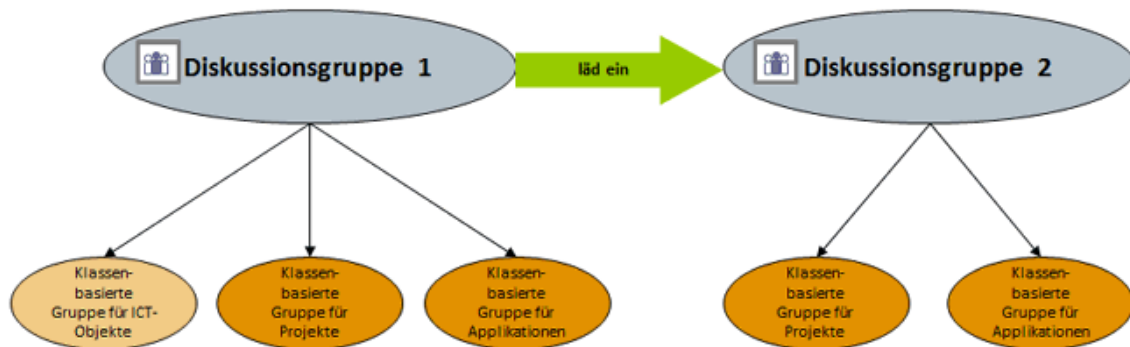 Diskussionsgruppe 1
läd ein
Diskussionsgruppe 2
Klassen-
basierte
Gruppe für ICT-
Objekte
Klassen-
basierte
Gruppe für
Projekte
Klassen-
basierte
Gruppe für
Applikationen
Klassen-
basierte
Gruppe für
Projekte
Klassen-
basierte
Gruppe für
Applikationen